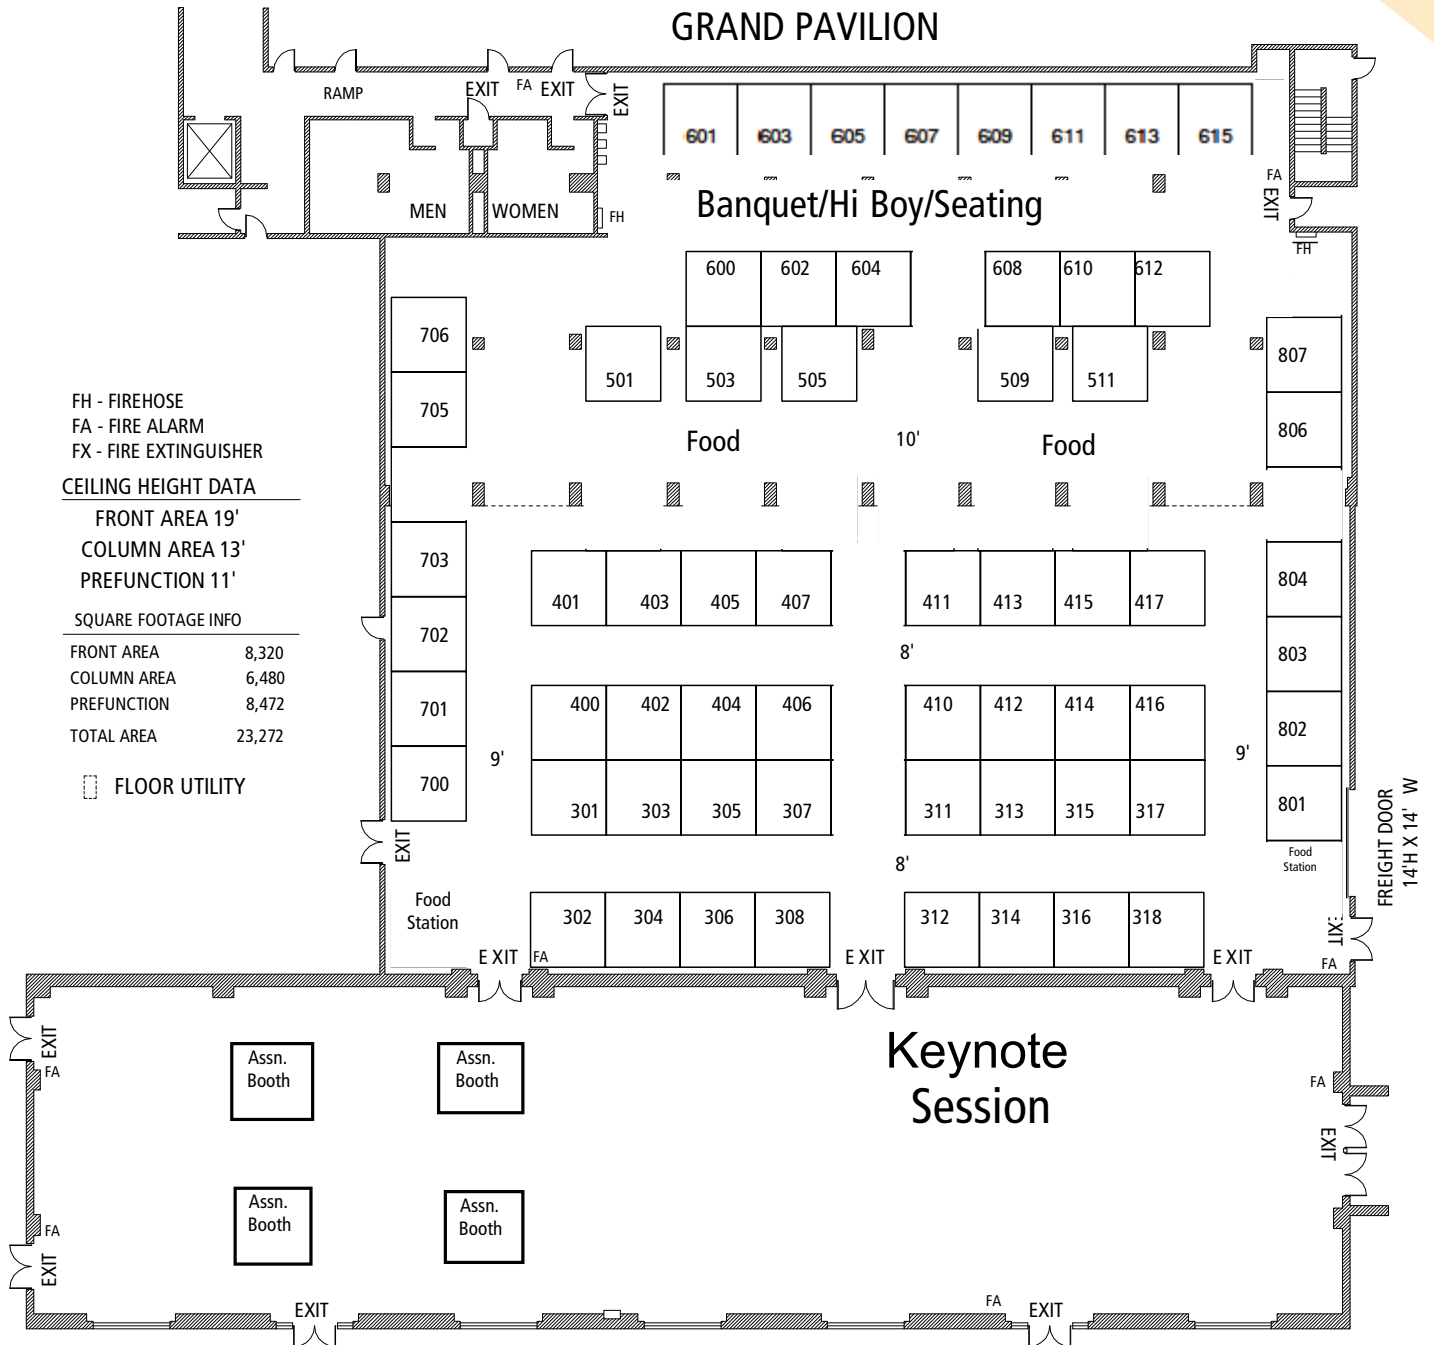 GRAND PAVILION
RAMP
EXIT
FA
EXIT
EXIT
601 603 605 607 609 611 613 615
FA
EXIT
MEN
WOMEN
FH
Banquet/Hi Boy/Seating
FH
600 602 604
608 610 612
706
501 503 505
509 511
807
705
806
FH - FIREHOSE
FA - FIRE ALARM
FX - FIRE EXTINGUISHER
Food
10'
Food
CEILING HEIGHT DATA
FRONT AREA 19'
COLUMN AREA 13'
PREFUNCTION 11'
SQUARE FOOTAGE INFO
FRONT AREA 8,320
COLUMN AREA 6,480
PREFUNCTION 8,472
TOTAL AREA 23,272
FLOOR UTILITY
703
401 403 405 407
411 413 415 417
804
702
8'
803
701
400 402 404 406
410 412 414 416
802
9'
9'
700
301 303 305 307
311 313 315 317
801
FREIGHT DOOR
14'H X 14' W
EXIT
8'
Food
Station
Food
Station
302 304 306 308
312 314 316 318
EXIT
E XIT
FA
E XIT
E XIT
FA
EXIT
FA
Assn.
Booth
Assn.
Booth
Keynote
Session
FA
EXIT
Assn.
Booth
Assn.
Booth
FA
EXIT
EXIT
FA
EXIT